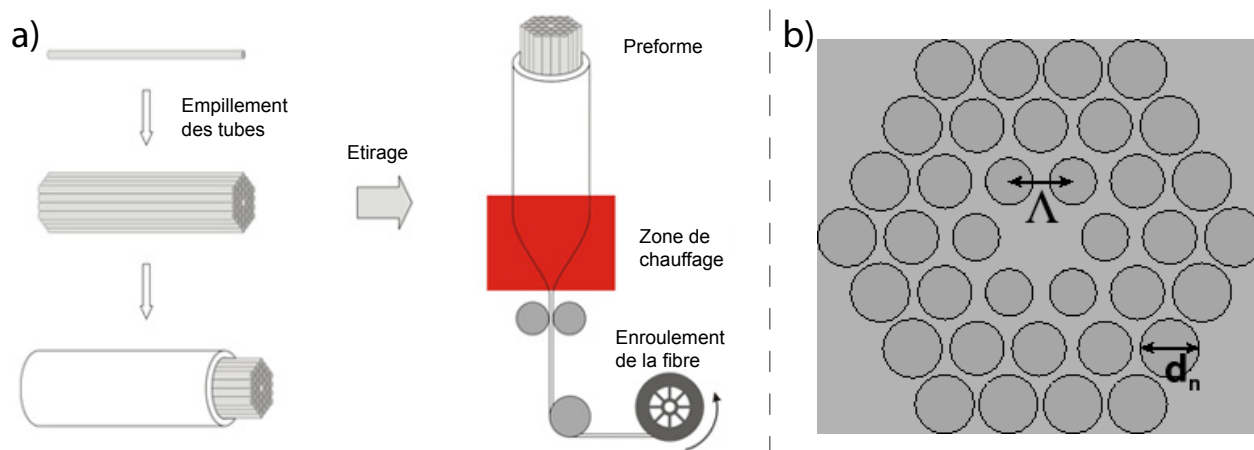 a)
Empillement
des tubes
Etirage
Preforme
Zone de
chauffage
Enroulement
de la fibre
b)
Λ
dn